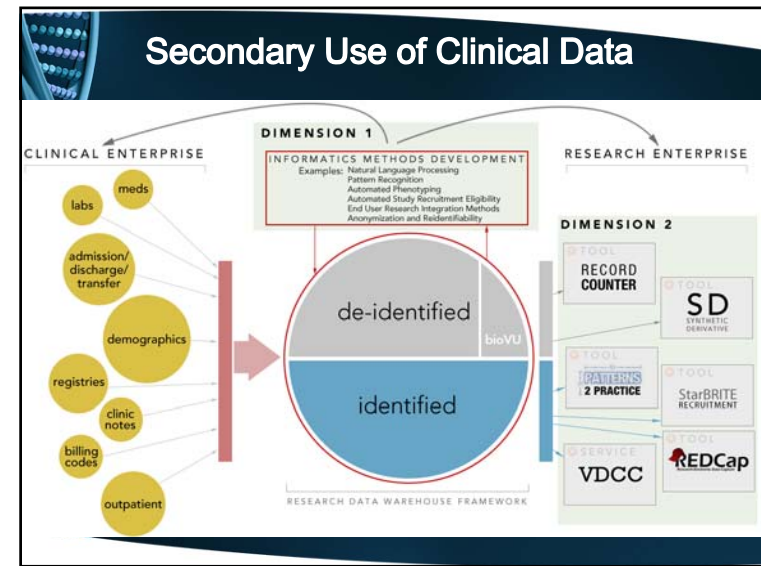 Secondary Use of Clinical Data
CLINICAL ENTERPRISE
meds
labs
admission/
discharge/
transfer
demographics
registries
clinic
notes
billing
codes
outpatient
DIMENSION 1
INFORMATICS METHODS DEVELOPMENT
Examples: Natural Language Processing
Pattern Recognition
Automated Phenotyping
Automated Study Recruitment Eligibility
End User Research Integration Methods
Anonymization and Reidentifiability
de-identified
bioVU
identified
RESEARCH DATA WAREHOUSE FRAMEWORK
RESEARCH ENTERPRISE
DIMENSION 2
TOOL
RECORD
COUNTER
TOOL
SD
SYNTHETIC
DERIVATIVE
TOOL
PATTERNS
2 PRACTICE
TOOL
StarBRITE
RECRUITMENT
SERVICE
VDCC
TOOL
REDCap